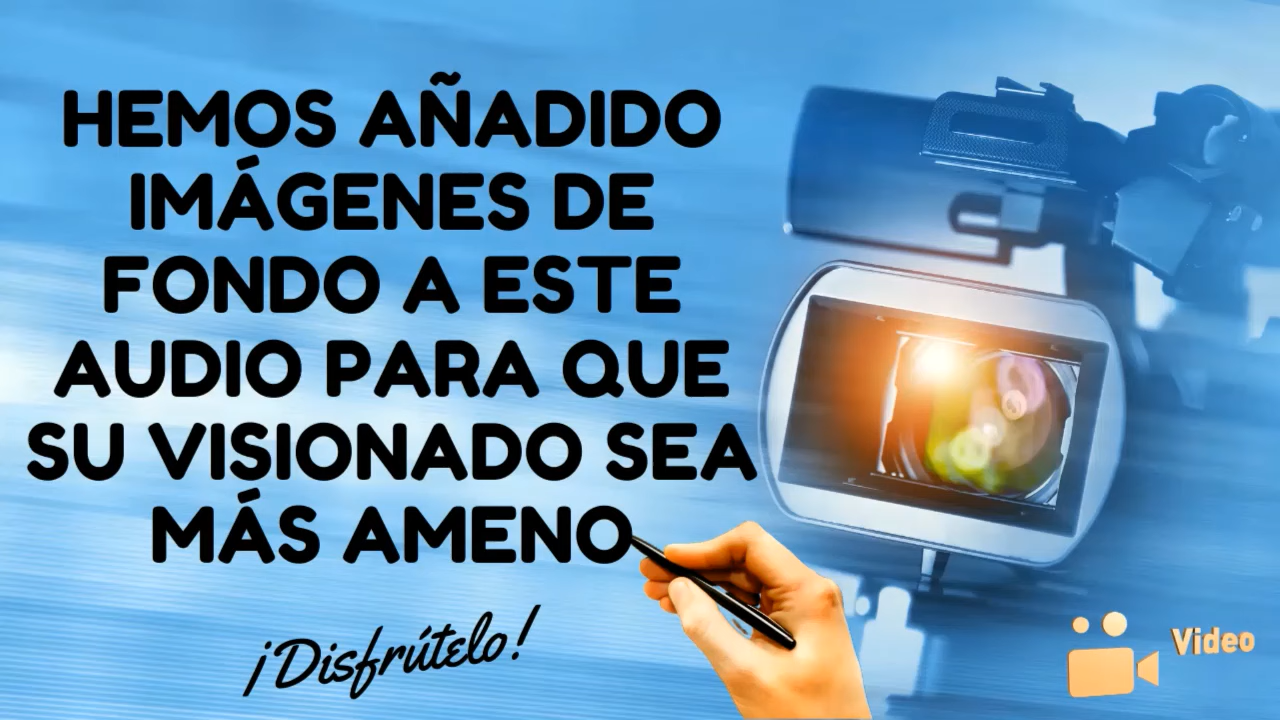 HEMOS AÑADIDO
IMÁGENES DE
FONDO A ESTE
AUDIO PARA QUE
SU VISIONADO SEA
MÁS AMENO
¡Disfrútelo!
Video